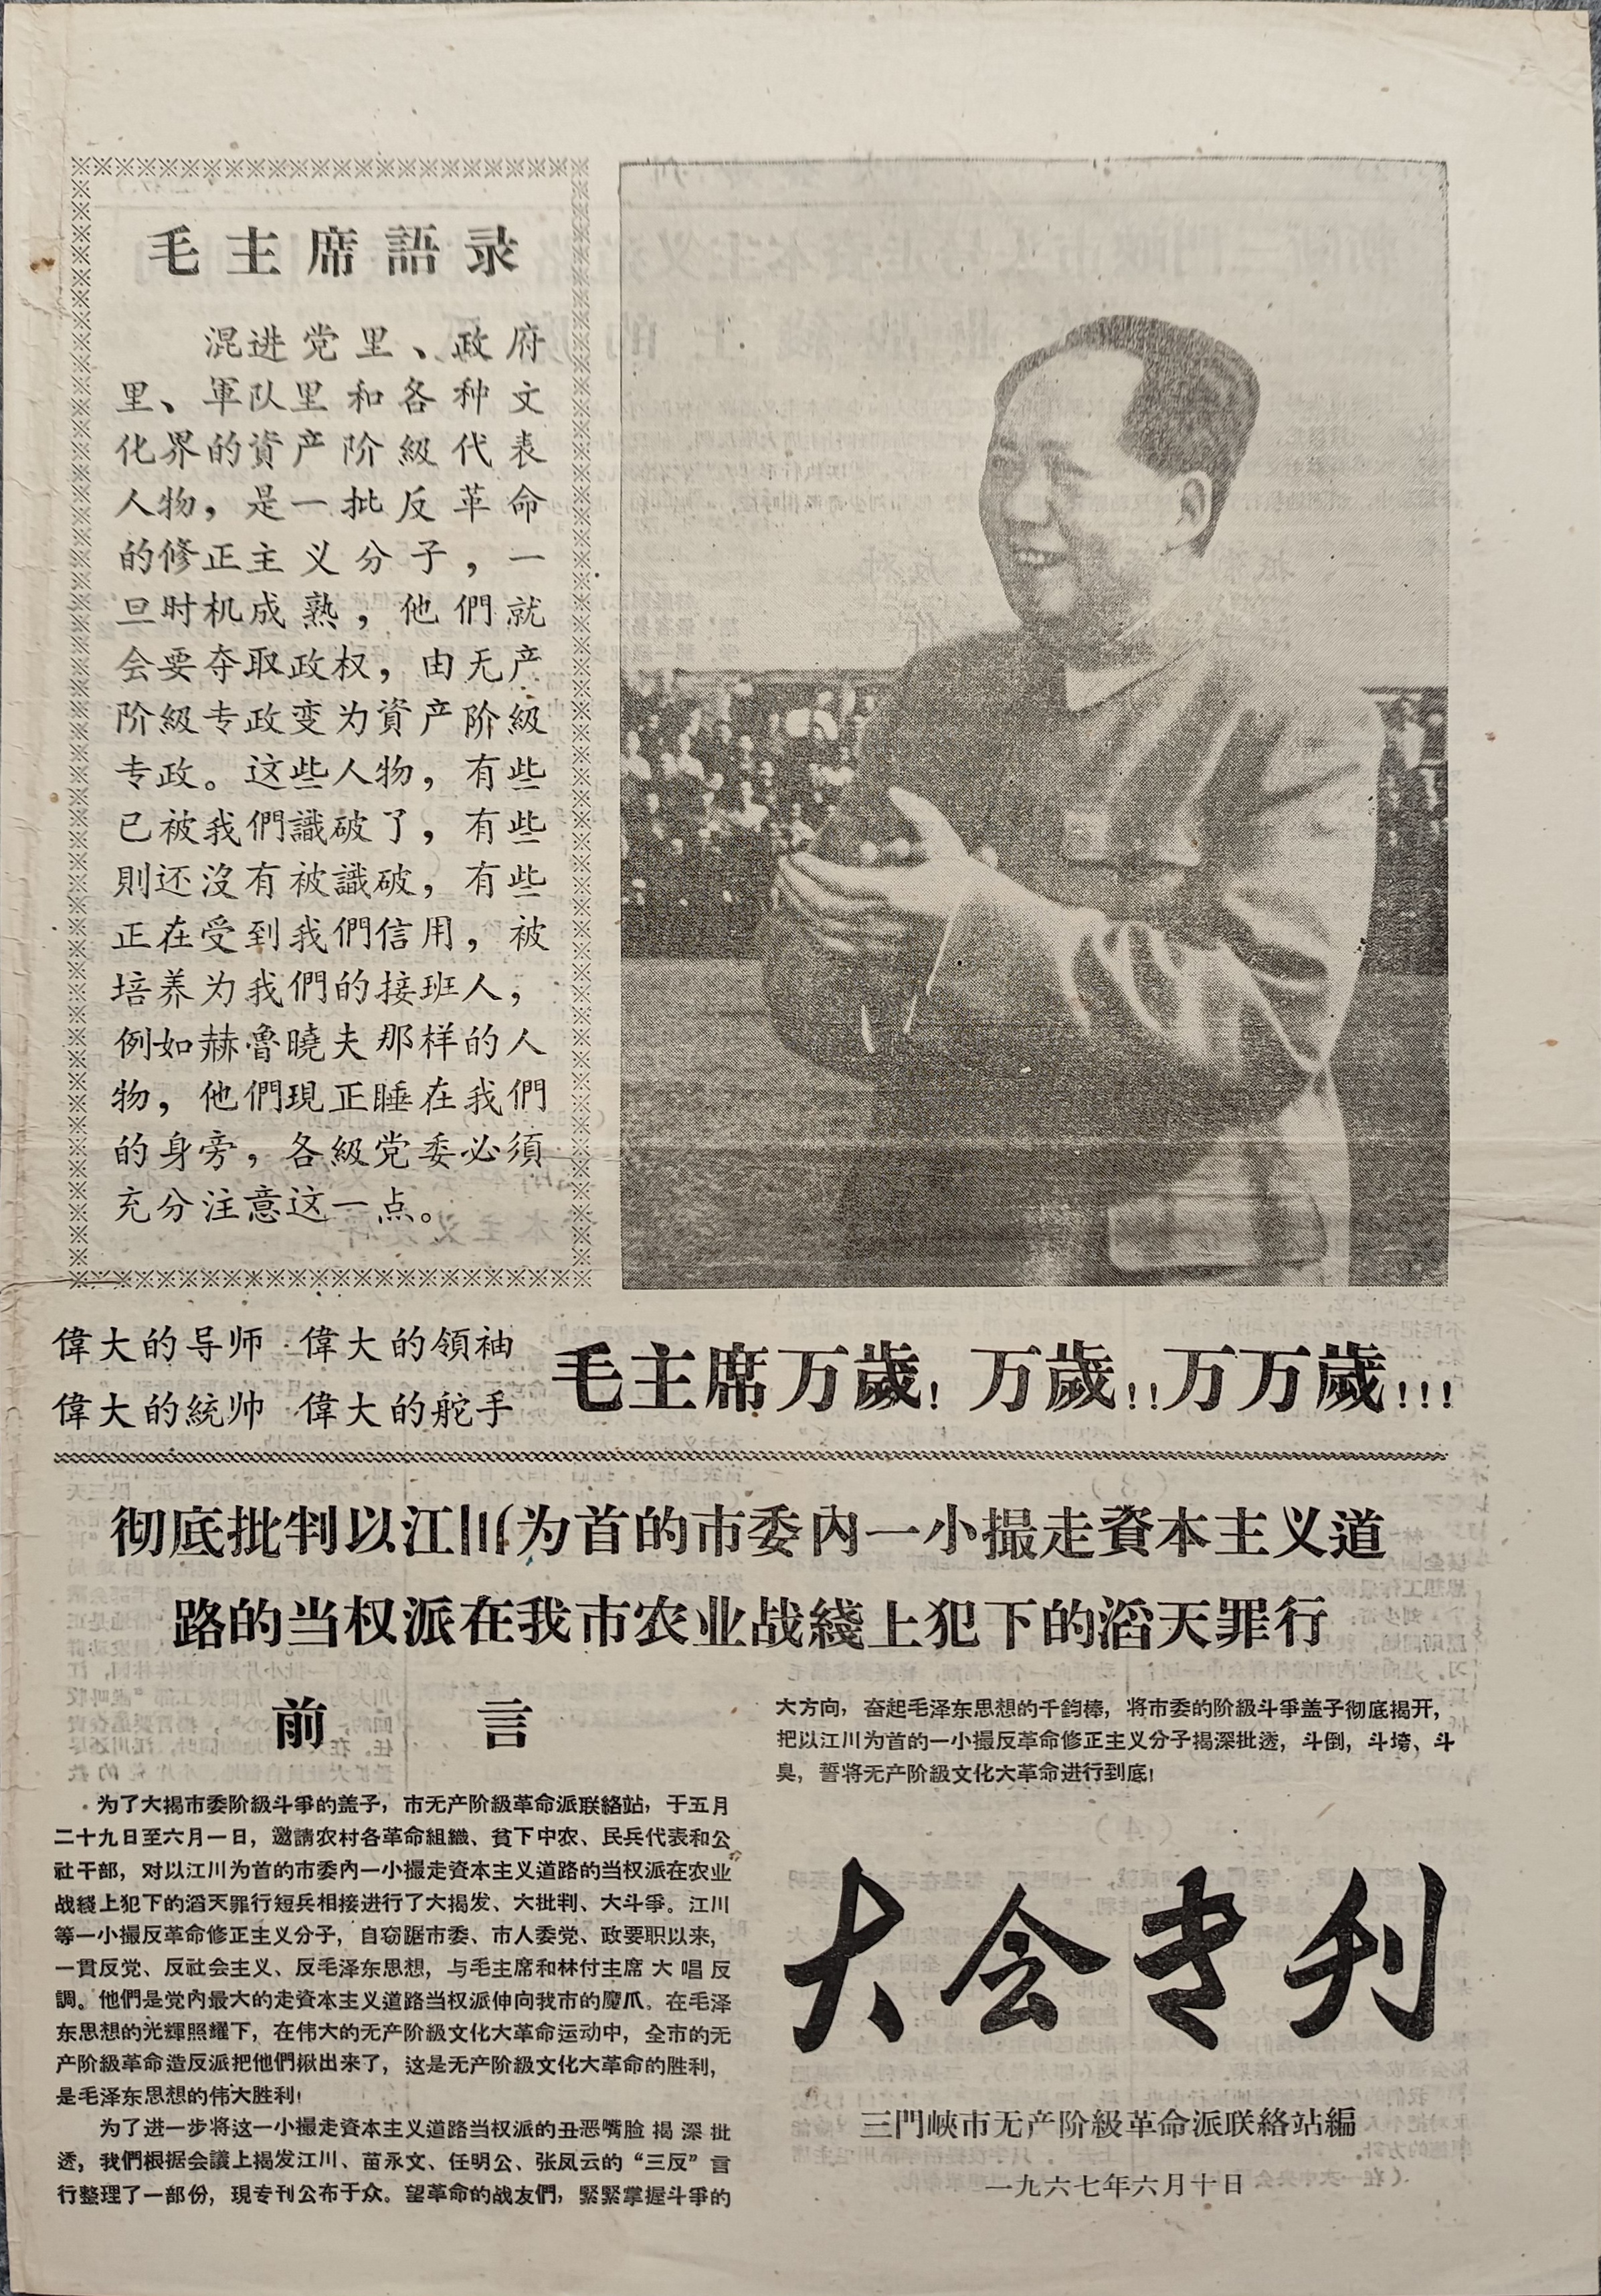 毛主席語录
混进党里、政府
里、軍队里和各种文
化界的資产阶級代表
人物，是一批反革命
的修正主义分子，一
旦时机成熟，他們就
会要夺取政权，由无产
阶級专政变为資产阶級
专政。这些人物，有些
已被我們識破了，有些
則还沒有被識破，有些
正在受到我們信用，被
培养为我們的接班人，
例如赫魯曉夫那样的人
物，他們現正睡在我們
的身旁，各級党委必須
充分注意这一点。
偉大的导师 偉大的領袖
偉大的統帅 偉大的舵手
毛主席万歲！万歲！！万万歲！！！
彻底批判以江川为首的市委內一小撮走資本主义道
路的当权派在我市农业战綫上犯下的滔天罪行
前言
为了大揭市委阶級斗爭的盖子，市无产阶級革命派联絡站，于五月
二十九日至六月一日，邀請农村各革命組織、貧下中农、民兵代表和公
社干部，对以江川为首的市委內一小撮走資本主义道路的当权派在农业
战綫上犯下的滔天罪行短兵相接进行了大揭发、大批判、大斗爭。江川
等一小撮反革命修正主义分子，自窃踞市委、市人委党、政要职以来，
一貫反党、反社会主义、反毛泽东思想，与毛主席和林付主席大唱反
調。他們是党內最大的走資本主义道路当权派伸向我市的魔爪。在毛泽
东思想的光輝照耀下，在伟大的无产阶級文化大革命运动中，全市的无
产阶級革命造反派把他們揪出来了，这是无产阶級文化大革命的胜利，
是毛泽东思想的伟大胜利！
为了进一步将这一小撮走資本主义道路当权派的丑恶嘴脸揭深批
透，我們根据会議上揭发江川、苗永文、任明公、张凤云的“三反”言
行整理了一部份，現专刊公布于众。望革命的战友們，緊緊掌握斗爭的
大方向，奋起毛泽东思想的千鈞棒，将市委的阶級斗爭盖子彻底揭开，
把以江川为首的一小撮反革命修正主义分子揭深批透，斗倒，斗垮、斗
臭，誓将无产阶級文化大革命进行到底！
大会专刊
三門峽市无产阶級革命派联絡站編
一九六七年六月十日